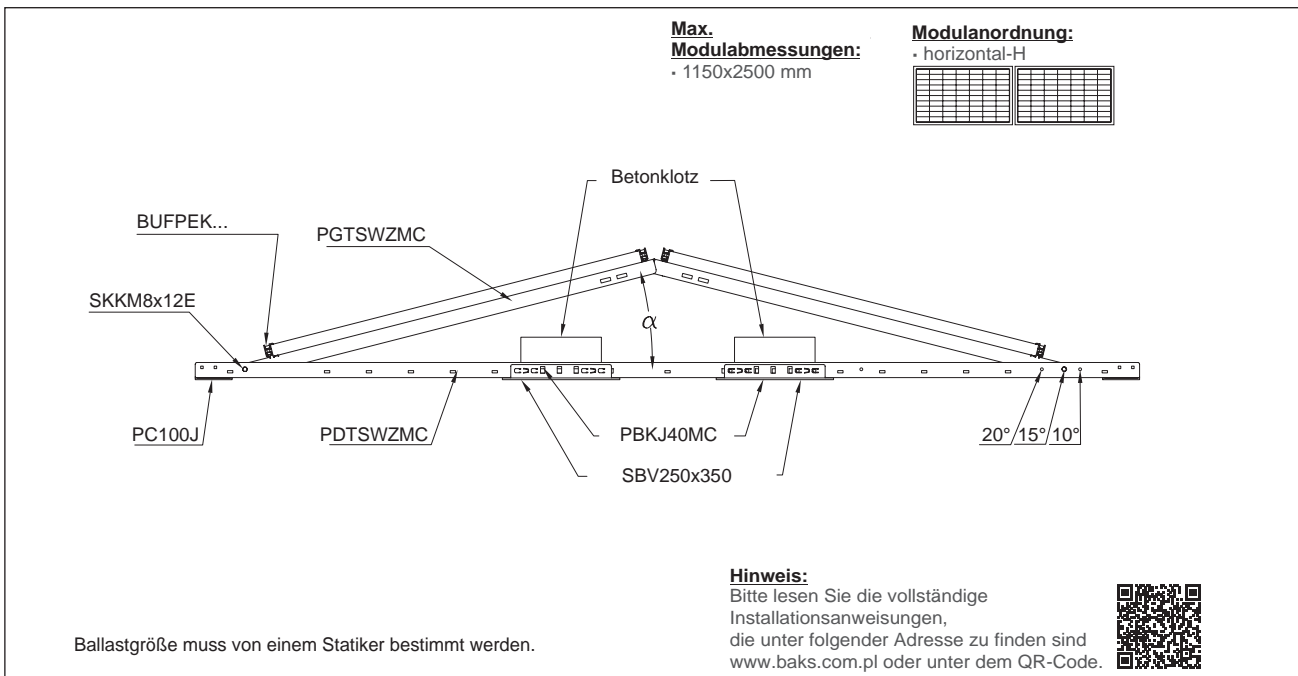 Max.
Modulabmessungen:
· 1150x2500 mm
Modulanordnung:
· horizontal-H
Betonklotz
BUFPEK...
PGTSWZMC
SKKM8x12E
α
PC100J
PDTSWZMC
PBKJ40MC
20° 15° 10°
SBV250x350
Hinweis:
Bitte lesen Sie die vollständige
Installationsanweisungen,
die unter folgender Adresse zu finden sind
www.baks.com.pl oder unter dem QR-Code.
Ballastgröße muss von einem Statiker bestimmt werden.